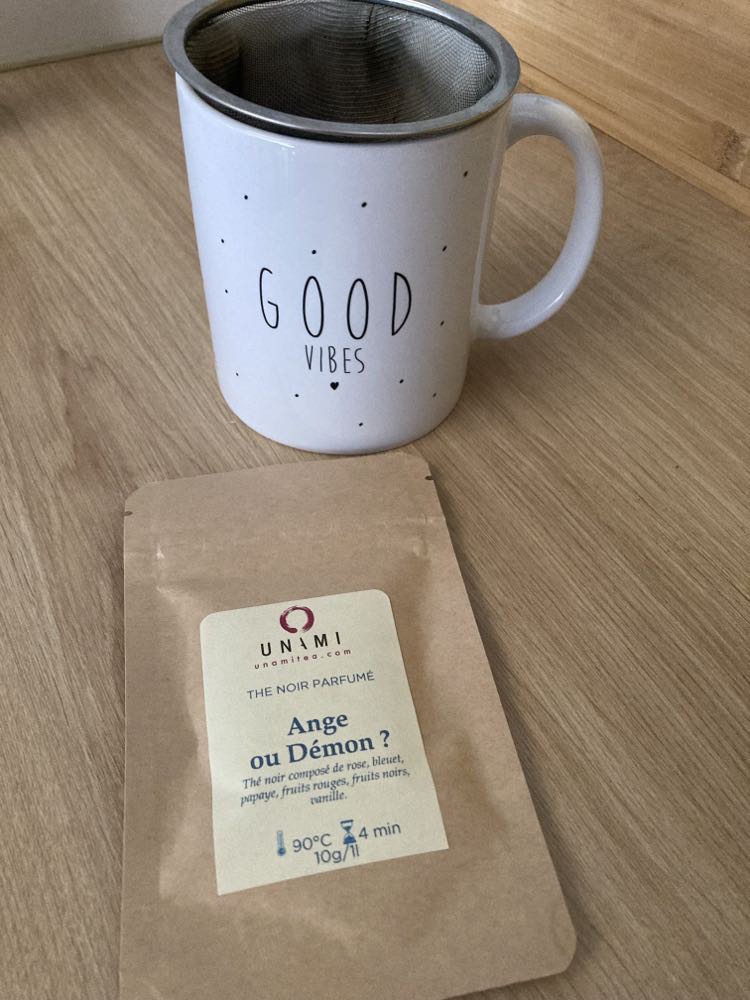 GOOD
VIBES
UNAMI
unamitea.com
THE NOIR PARFUMÉ
Ange
ou Démon ?
Thé noir composé de rose, bleuet,
papaye, fruits rouges, fruits noirs,
vanille.
90°C 4 min
10g/1l